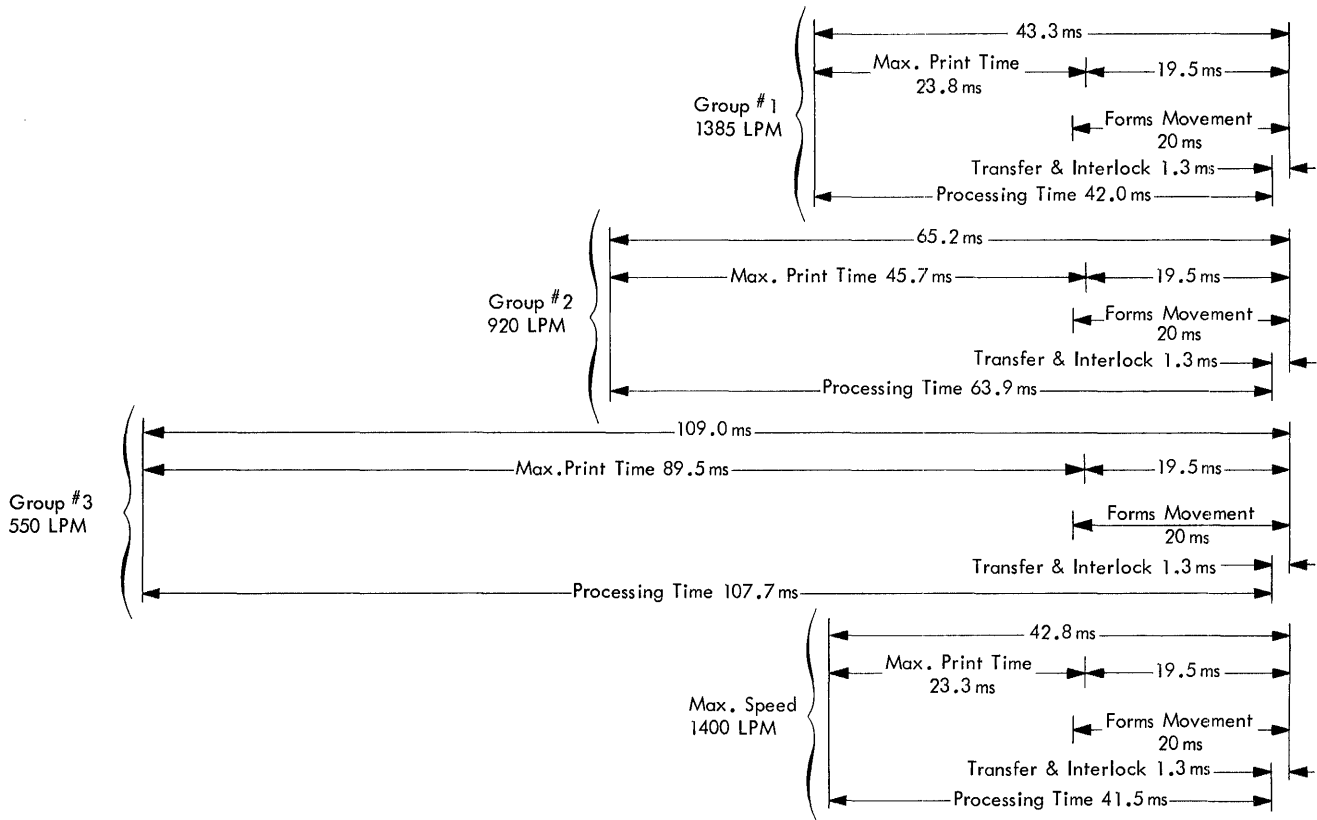 43.3 ms
Max. Print Time
23.8 ms
19.5 ms
Group #1
1385 LPM
Forms Movement
20 ms
Transfer & Interlock 1.3 ms
Processing Time 42.0 ms
65.2 ms
Max. Print Time 45.7 ms
19.5 ms
Group #2
920 LPM
Forms Movement
20 ms
Transfer & Interlock 1.3 ms
Processing Time 63.9 ms
109.0 ms
Max. Print Time 89.5 ms
19.5 ms
Group #3
550 LPM
Forms Movement
20 ms
Transfer & Interlock 1.3 ms
Processing Time 107.7 ms
42.8 ms
Max. Print Time
23.3 ms
19.5 ms
Max. Speed
1400 LPM
Forms Movement
20 ms
Transfer & Interlock 1.3 ms
Processing Time 41.5 ms